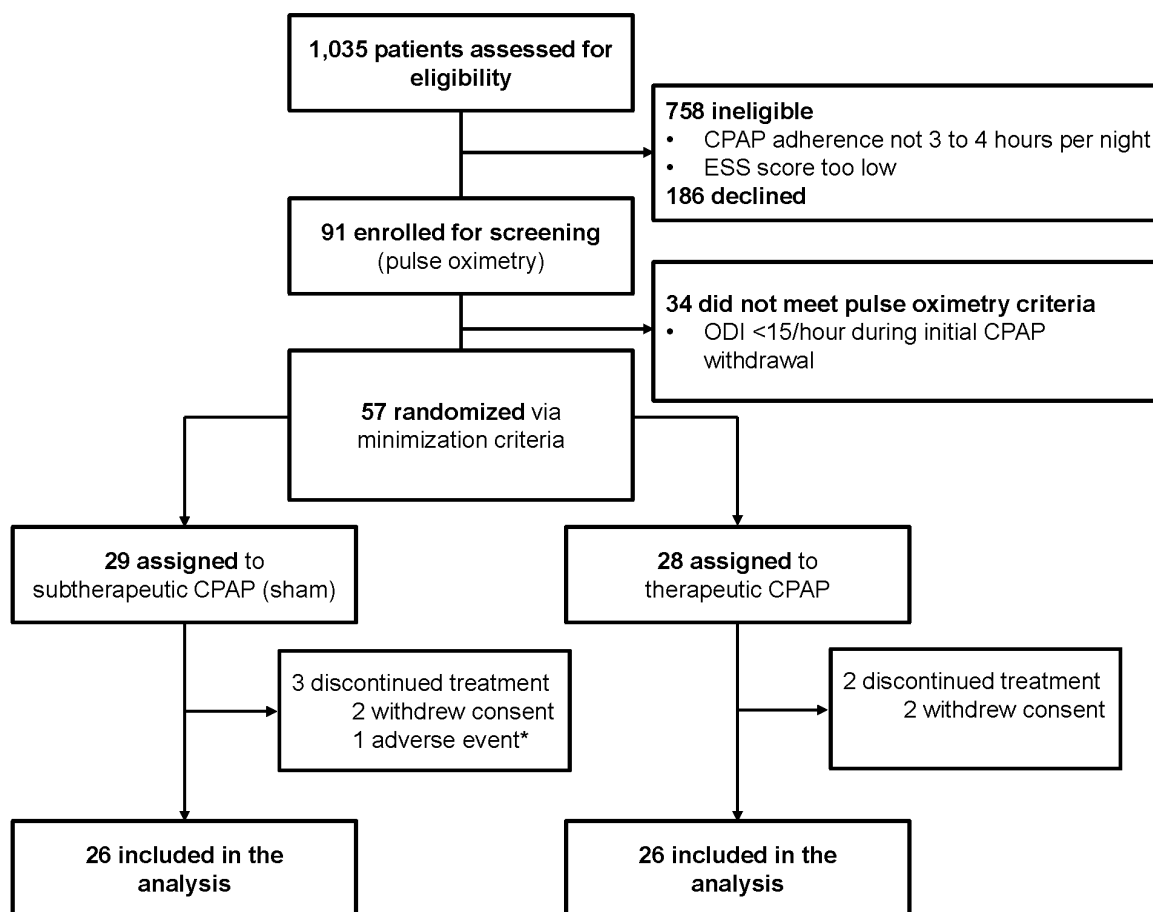 1,035 patients assessed for
eligibility
758 ineligible
• CPAP adherence not 3 to 4 hours per night
• ESS score too low
186 declined
91 enrolled for screening
(pulse oximetry)
34 did not meet pulse oximetry criteria
• ODI <15/hour during initial CPAP
withdrawal
57 randomized via
minimization criteria
29 assigned to
subtherapeutic CPAP (sham)
28 assigned to
therapeutic CPAP
3 discontinued treatment
2 withdrew consent
1 adverse event*
2 discontinued treatment
2 withdrew consent
26 included in the
analysis
26 included in the
analysis